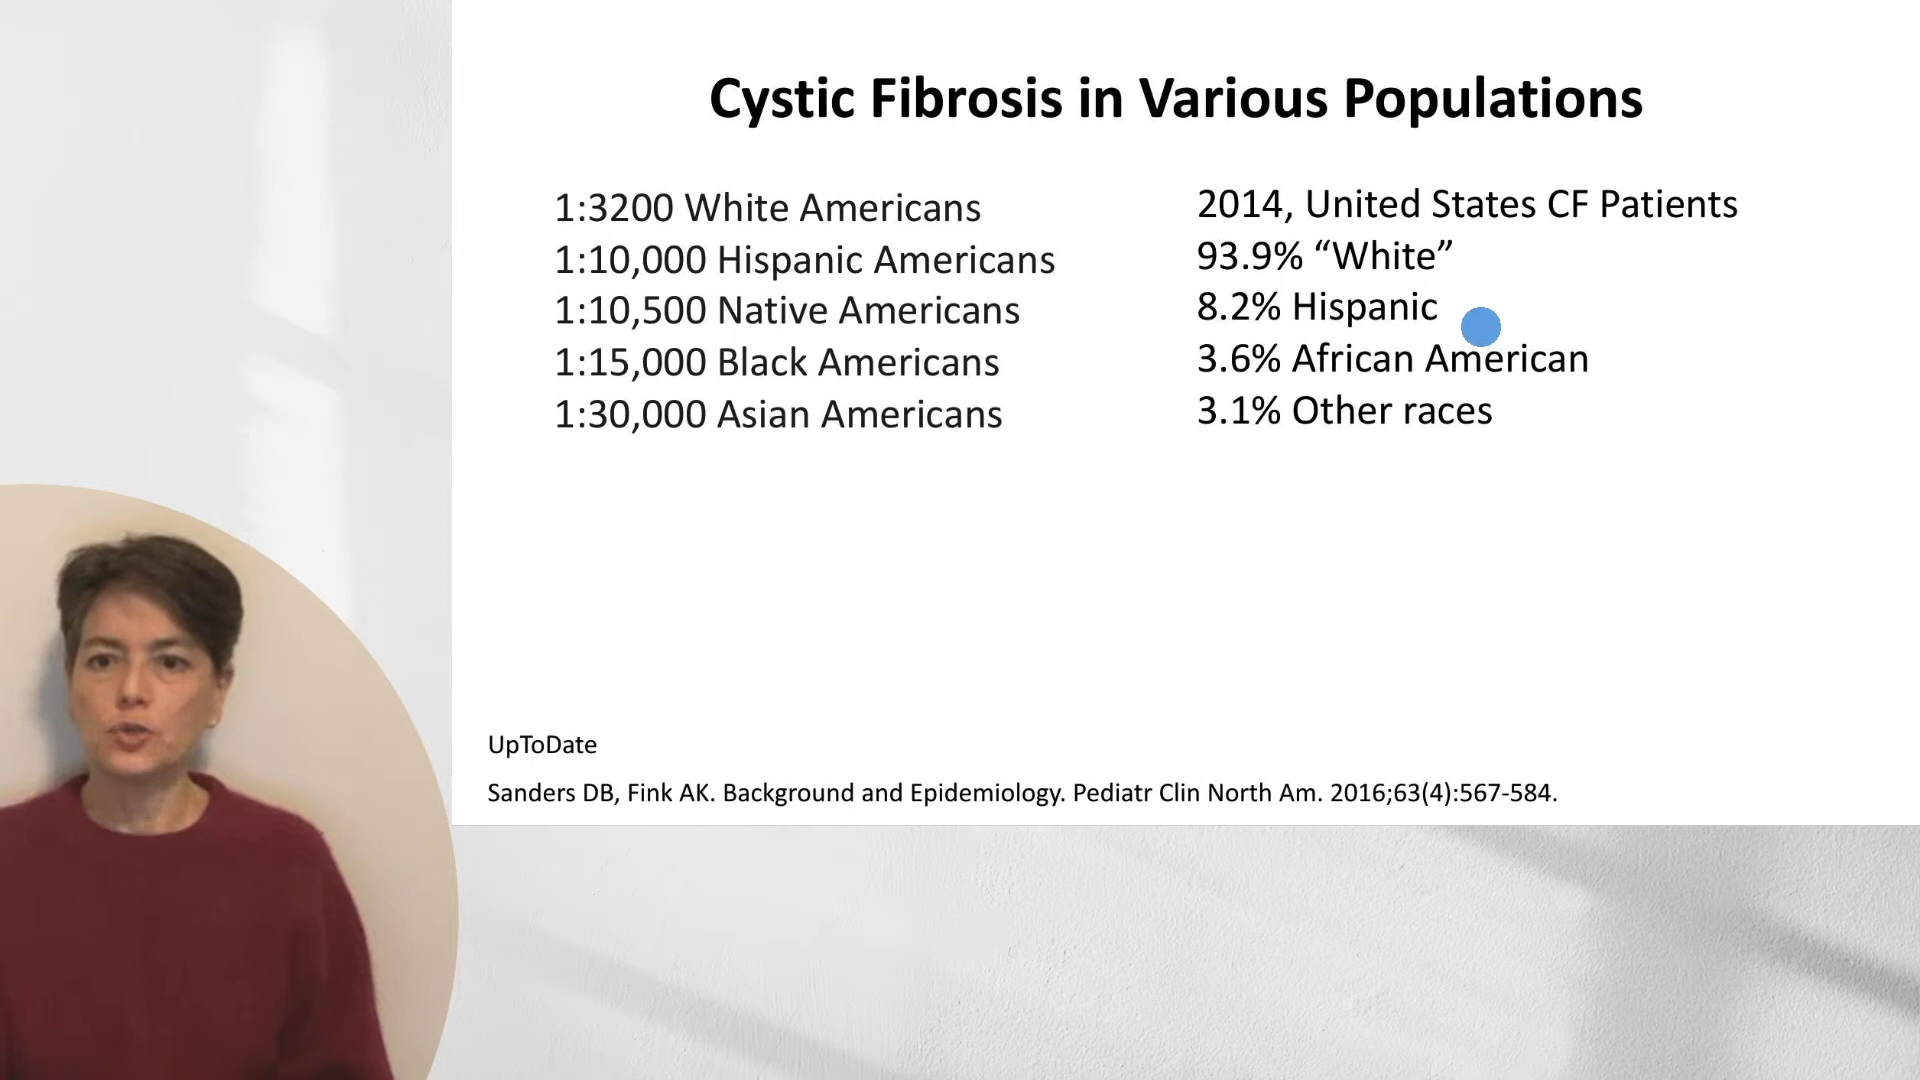 Cystic Fibrosis in Various Populations
1:3200 White Americans
1:10,000 Hispanic Americans
1:10,500 Native Americans
1:15,000 Black Americans
1:30,000 Asian Americans
2014, United States CF Patients
93.9% “White”
8.2% Hispanic
3.6% African American
3.1% Other races
UpToDate
Sanders DB, Fink AK. Background and Epidemiology. Pediatr Clin North Am. 2016;63(4):567-584.